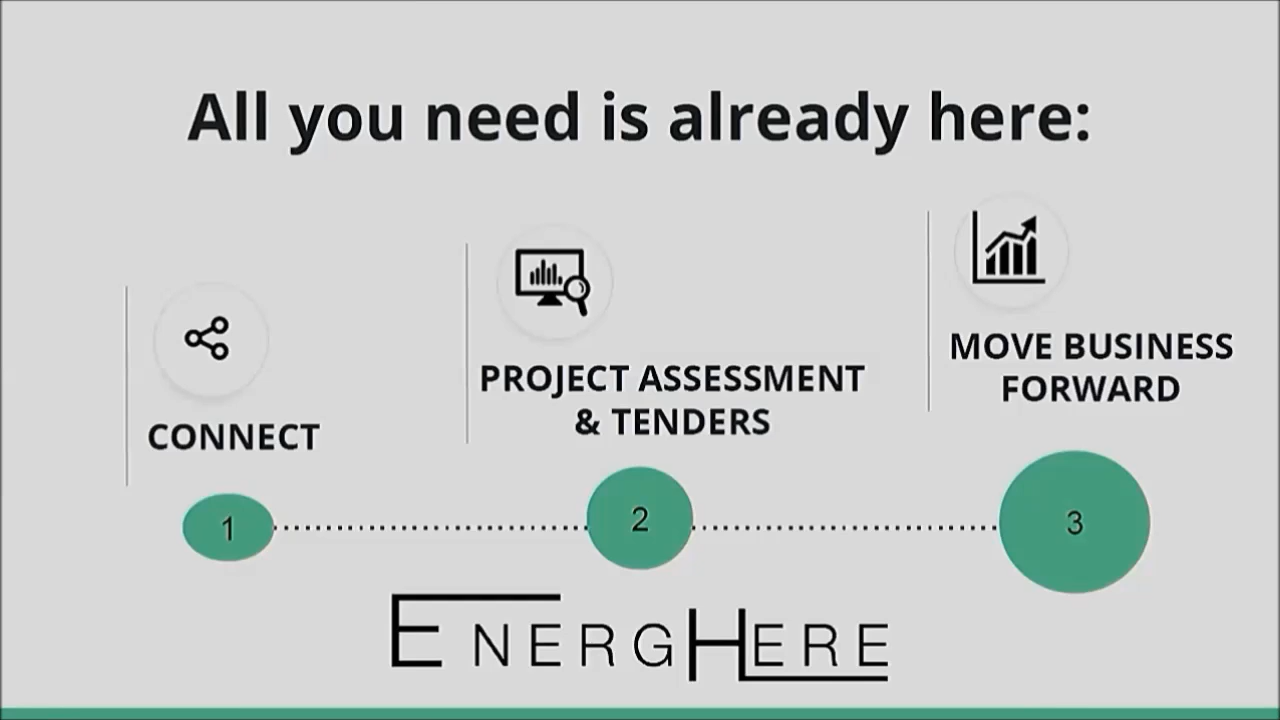 All you need is already here:
CONNECT
PROJECT ASSESSMENT
& TENDERS
MOVE BUSINESS
FORWARD
1
2
3
ENERGHERE